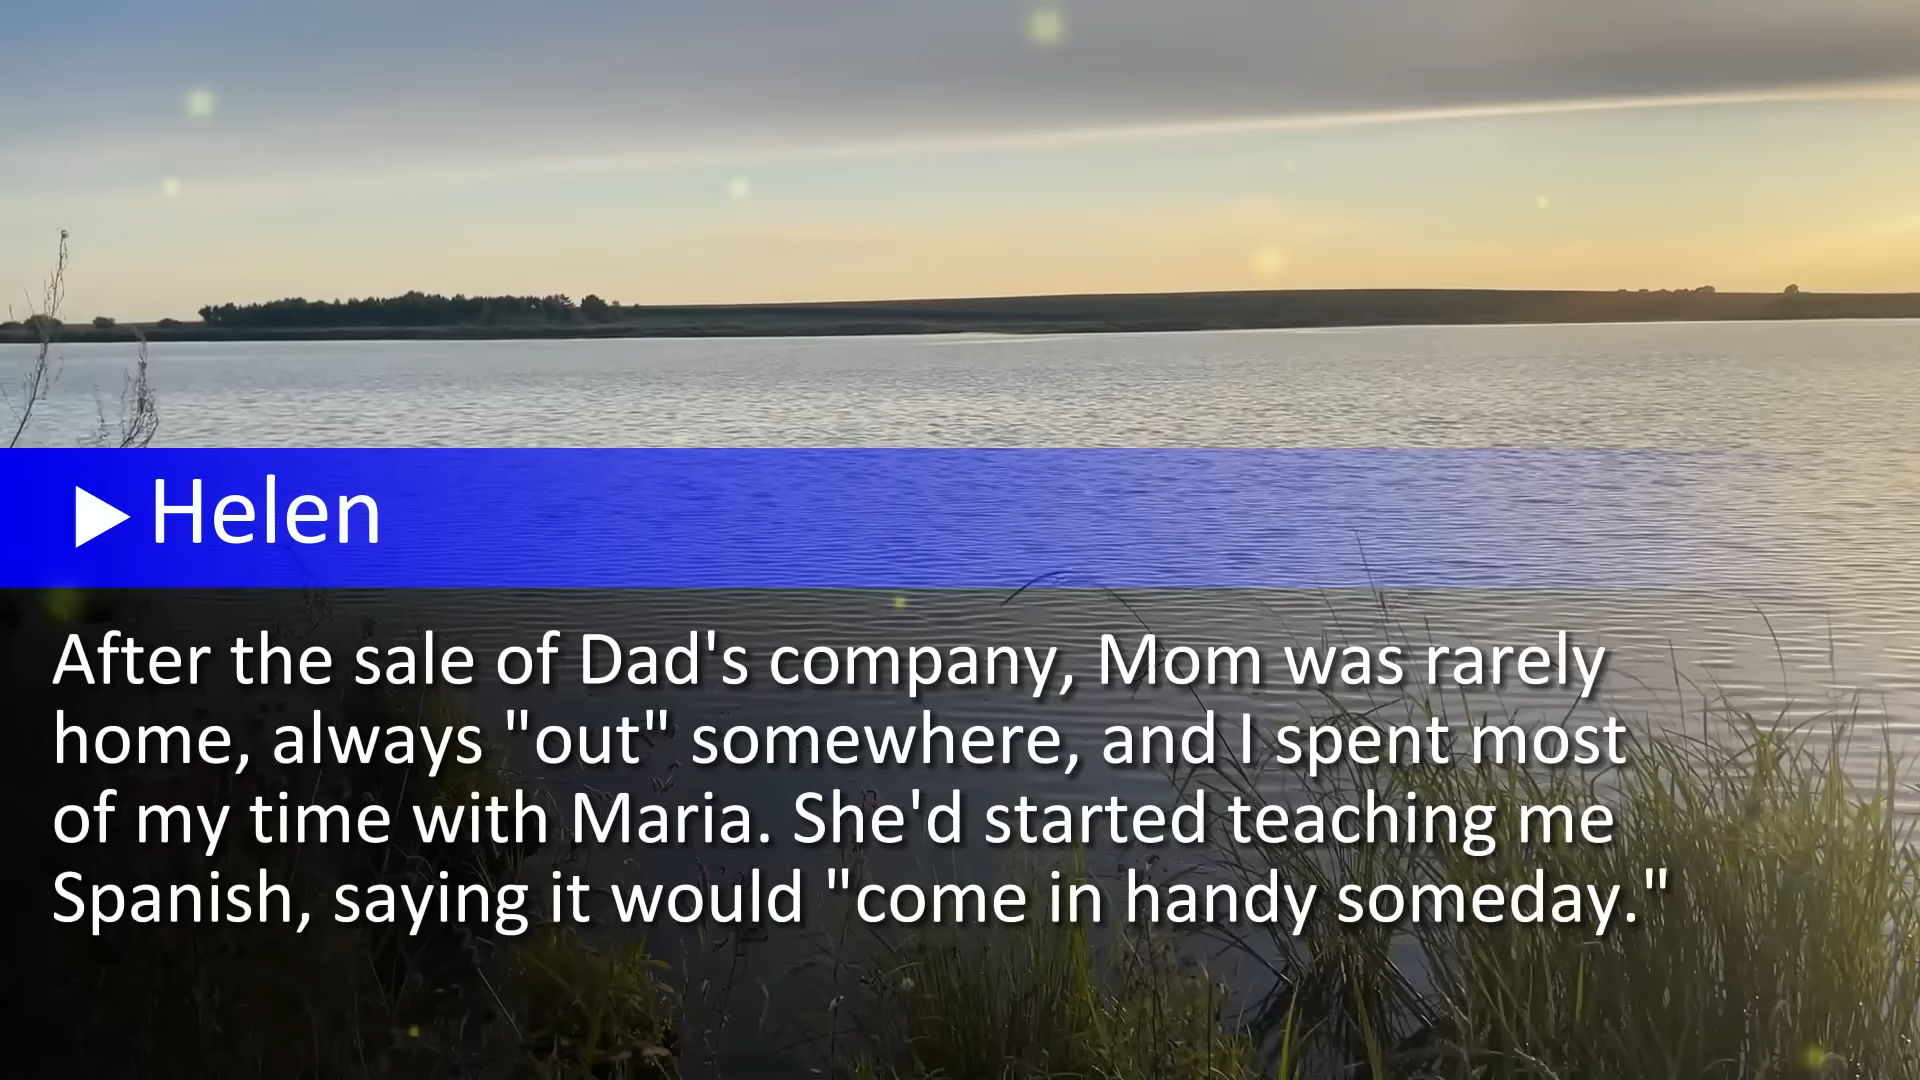 Helen
After the sale of Dad's company, Mom was rarely
home, always "out" somewhere, and I spent most
of my time with Maria. She'd started teaching me
Spanish, saying it would "come in handy someday."